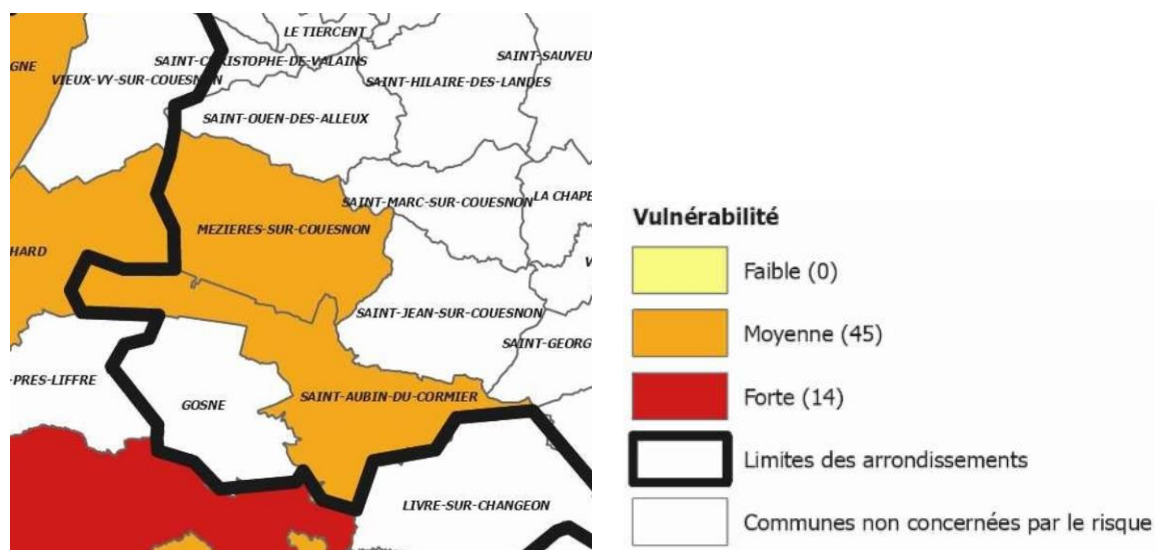 LE TIERCENT
SAINT-SAUVEU
GNE
SAINT-CHRISTOPHE-DE-VALAINS
VIEUX-VY-SUR-COUESNON
SAINT-HILAIRE-DES-LANDES
SAINT-OUEN-DES-ALLEUX
LA CHAPE
SAINT-MARC-SUR-COUESNON
MEZIERES-SUR-COUESNON
HARD
V
SAINT-JEAN-SUR-COUESNON
SAINT-GEORG
-PRES-LIFFRE
GOSNE
SAINT-AUBIN-DU-CORMIER
LIVRE-SUR-CHANGEON
Vulnérabilité
Faible (0)
Moyenne (45)
Forte (14)
Limites des arrondissements
Communes non concernées par le risque